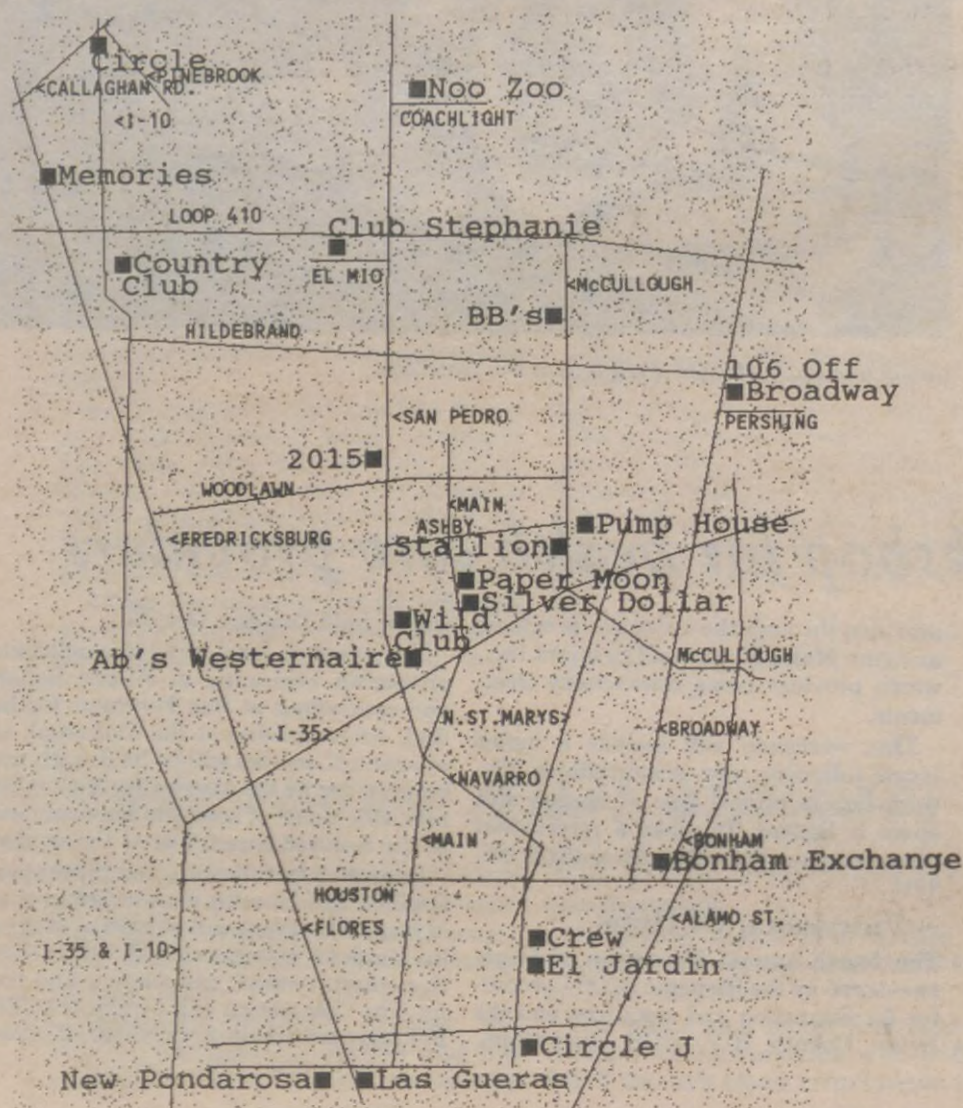 ■Circle
<PINEBROOK
<CALLAGHAN RD.
■Noo Zoo
COACHLIGHT
<I-10
■Memories
LOOP 410
Club Stephanie
■
■Country
Club
EL MIO
<McCULLOUGH
BB's■
HILDEBRAND
106 Off
■Broadway
PERSHING
<SAN PEDRO
2015■
WOODLAWN
<MAIN
ASHBY
■Pump House
<FREDRICKSBURG
Stallion■
■Paper Moon
■Silver Dollar
■Wild
Club
Ab's Westernaire■
McCULLOUGH
N.ST.MARYS>
I-35>
<BROADWAY
<NAVARRO
<MAIN
<BONHAM
■Bonham Exchange
HOUSTON
<FLORES
<ALAMO ST.
I-35 & I-10>
■Crew
■El Jardin
■Circle J
New Pondarosa■
■Las Gueras